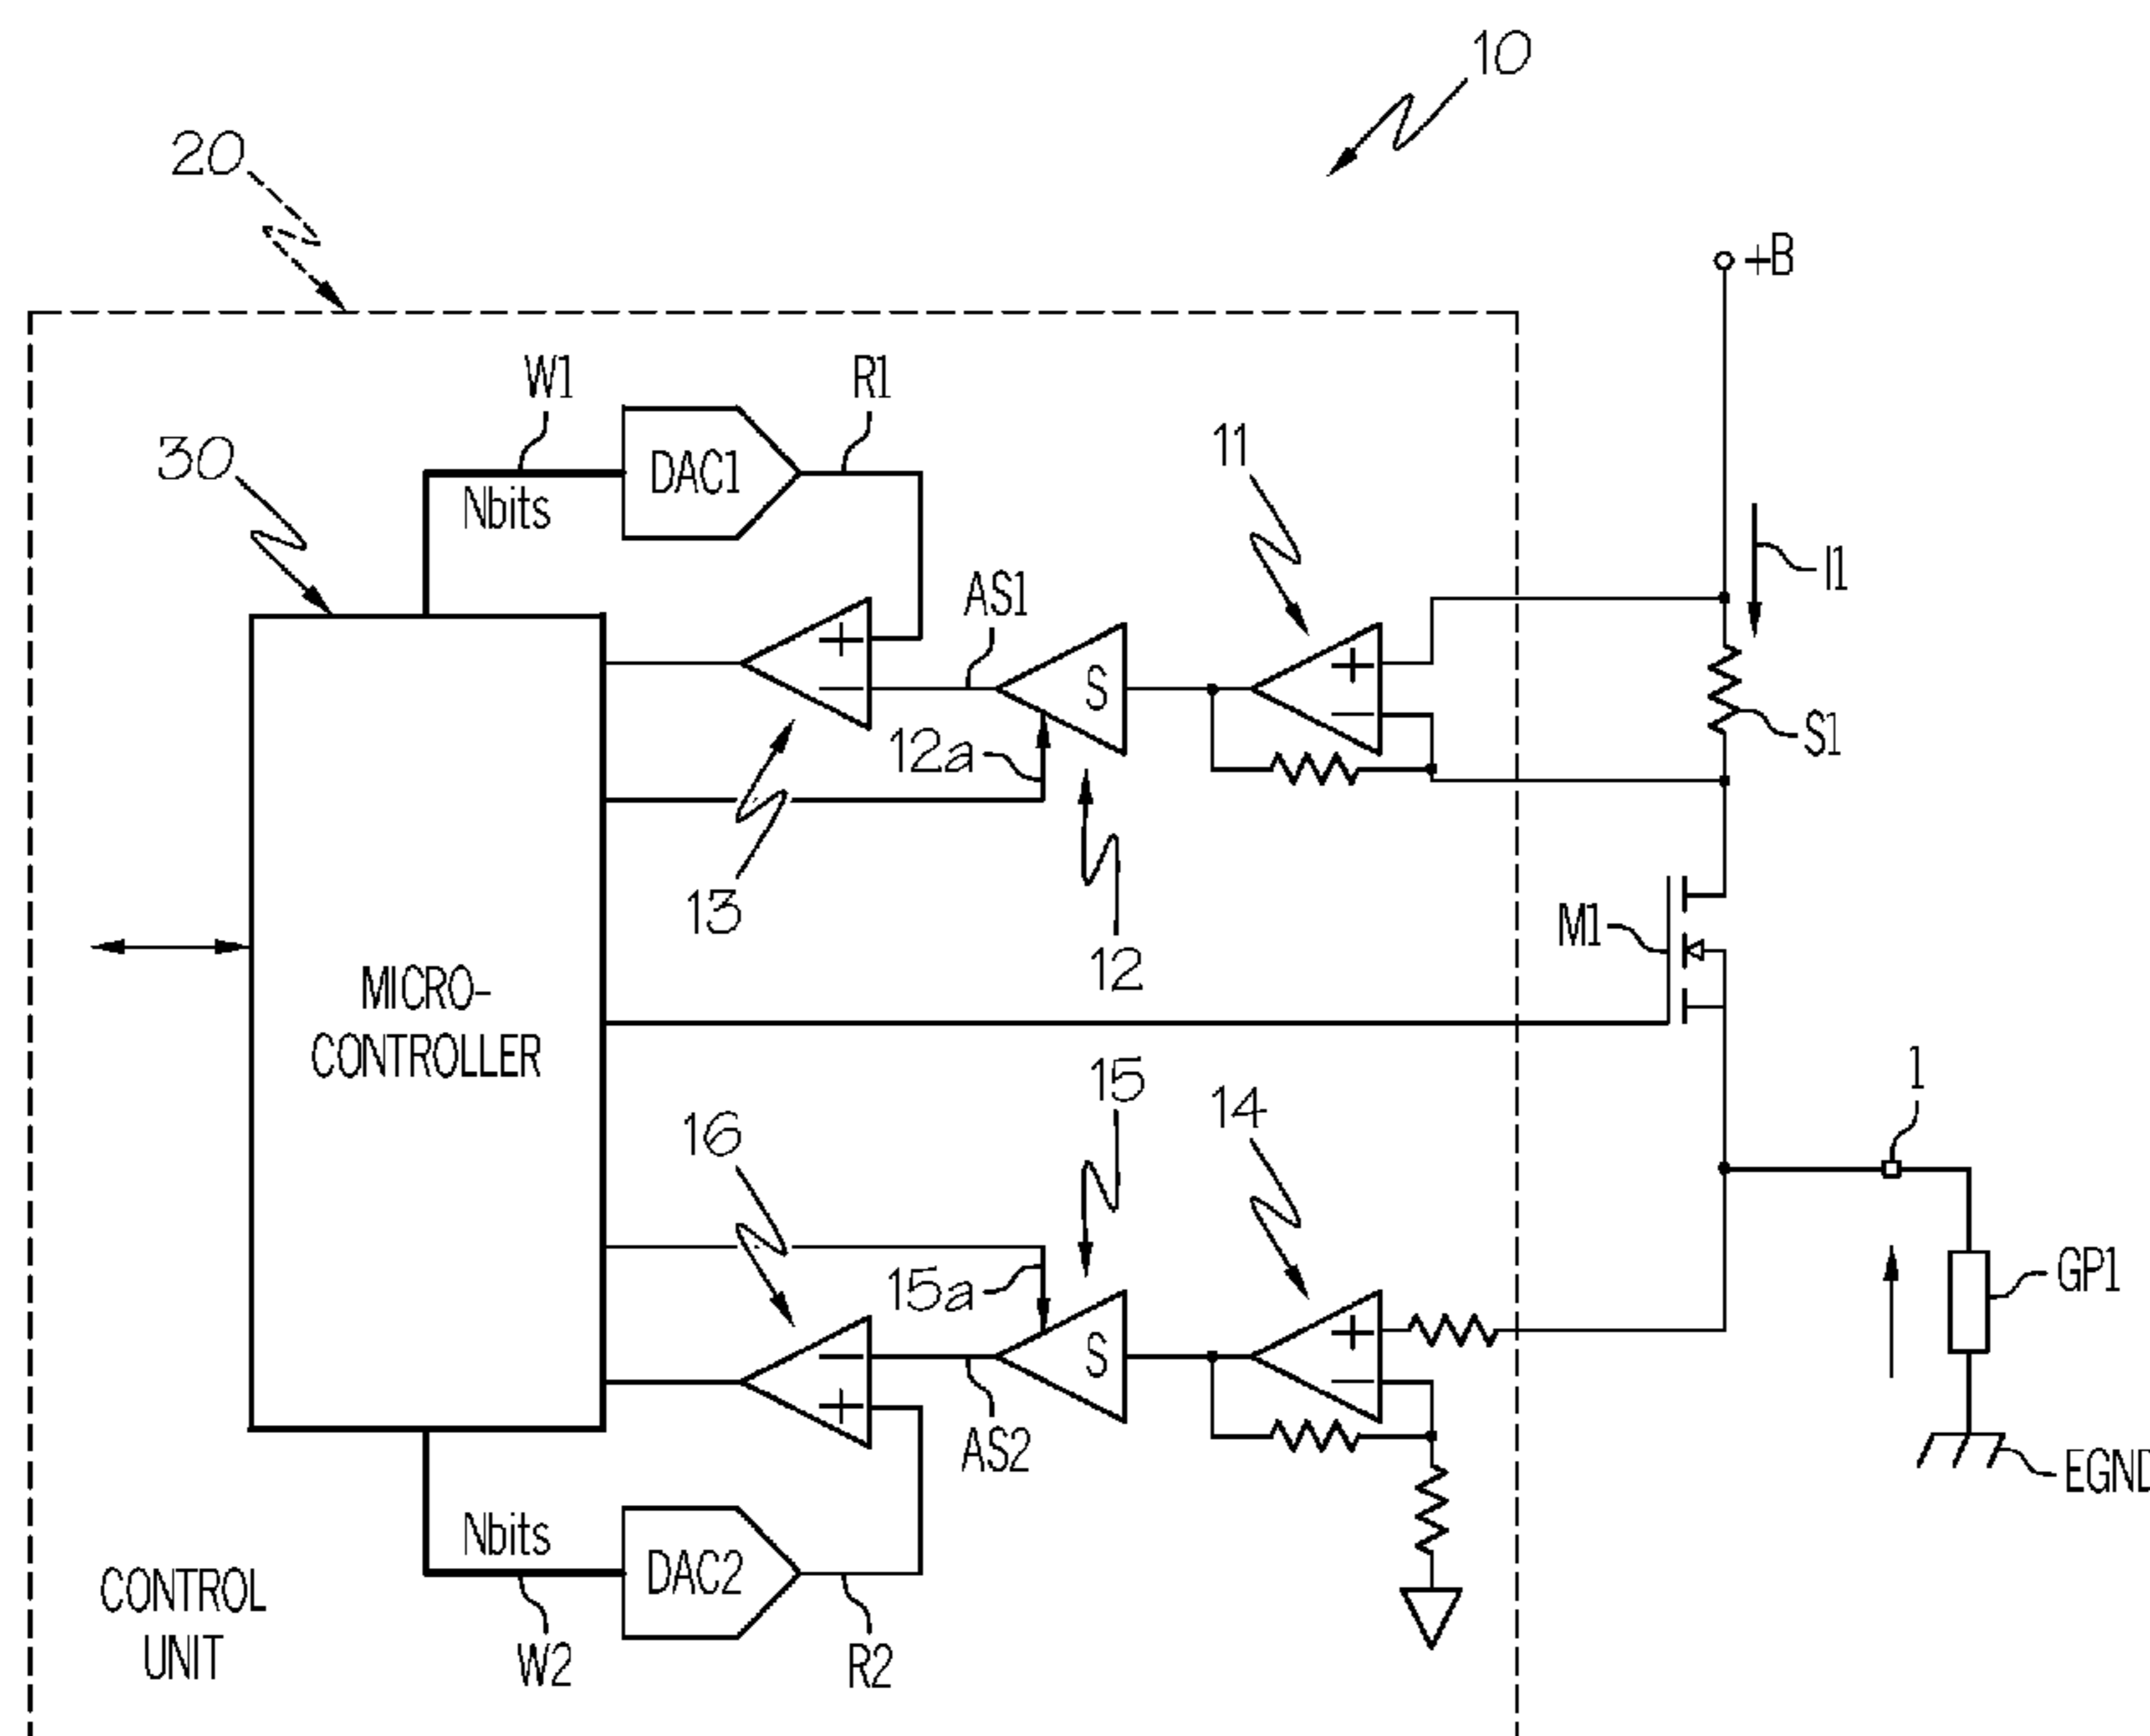 10
20
+B
W1
R1
30
DAC1
11
Nbits
I1
AS1
+
S
+
−
−
S1
12a
13
M1
12
MICRO-
CONTROLLER
15
1
14
16
15a
GP1
+
−
S
−
+
AS2
EGND
Nbits
DAC2
CONTROL
UNIT
W2
R2